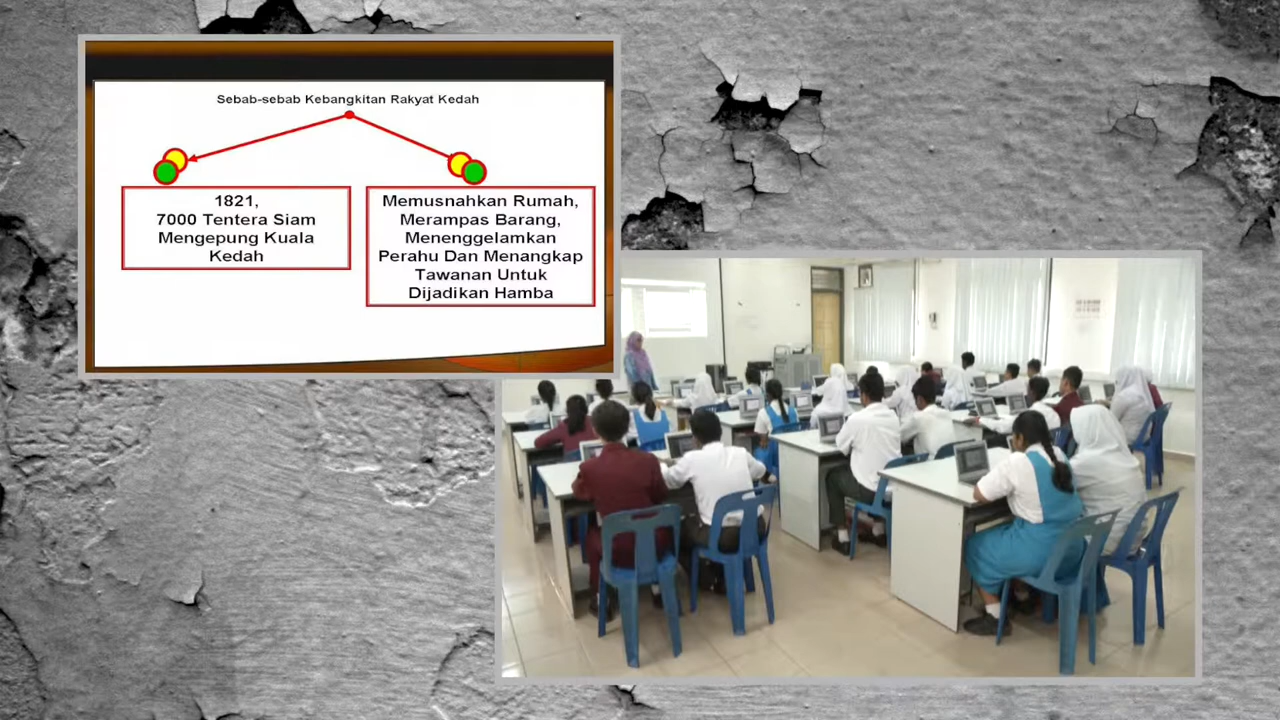 Sebab-sebab Kebangkitan Rakyat Kedah
1821,
7000 Tentera Siam
Mengepung Kuala
Kedah
Memusnahkan Rumah,
Merampas Barang,
Menenggelamkan
Perahu Dan Menangkap
Tawanan Untuk
Dijadikan Hamba